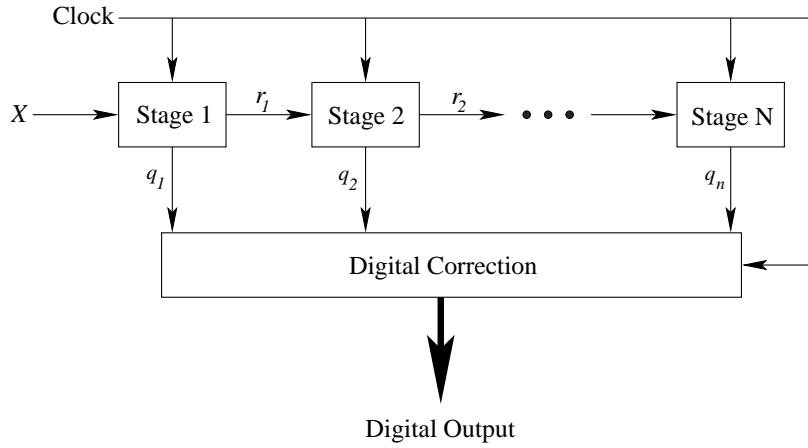 Clock
X
Stage 1
r1
Stage 2
r2
Stage N
q1
q2
qn
Digital Correction
Digital Output